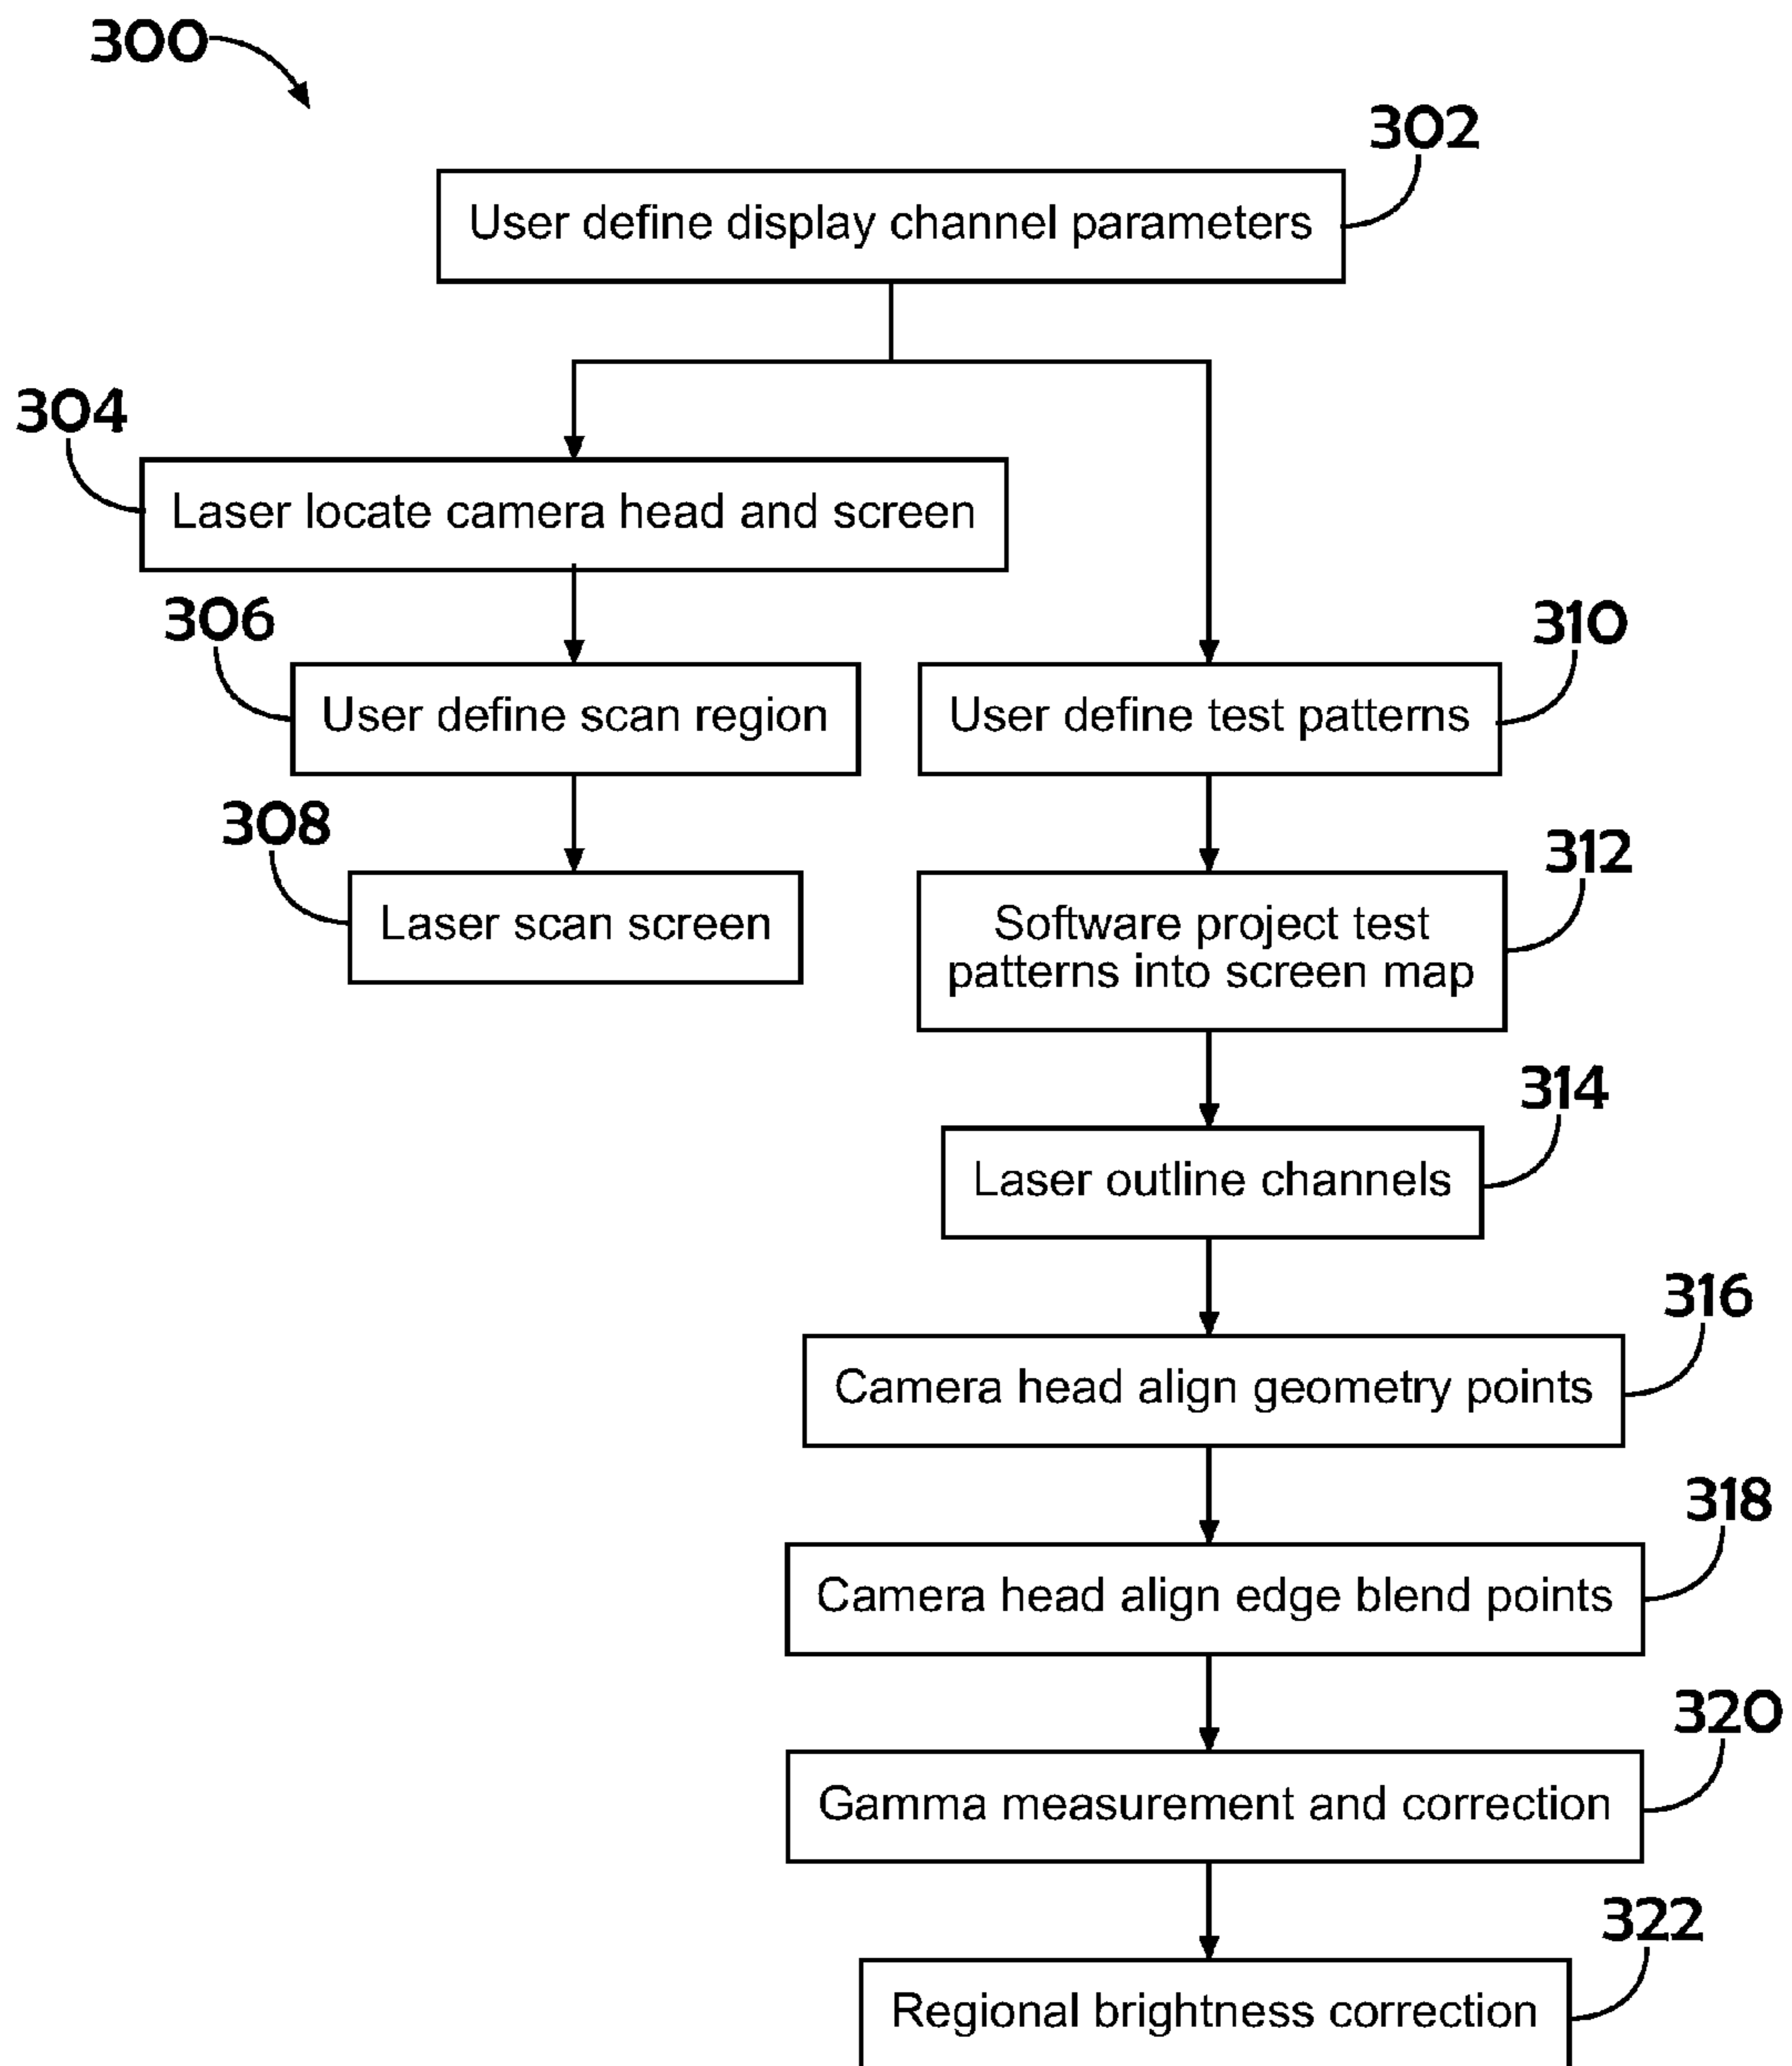 300
302
User define display channel parameters
304
Laser locate camera head and screen
306
User define scan region
310
User define test patterns
308
Laser scan screen
312
Software project test
patterns into screen map
314
Laser outline channels
316
Camera head align geometry points
318
Camera head align edge blend points
320
Gamma measurement and correction
322
Regional brightness correction